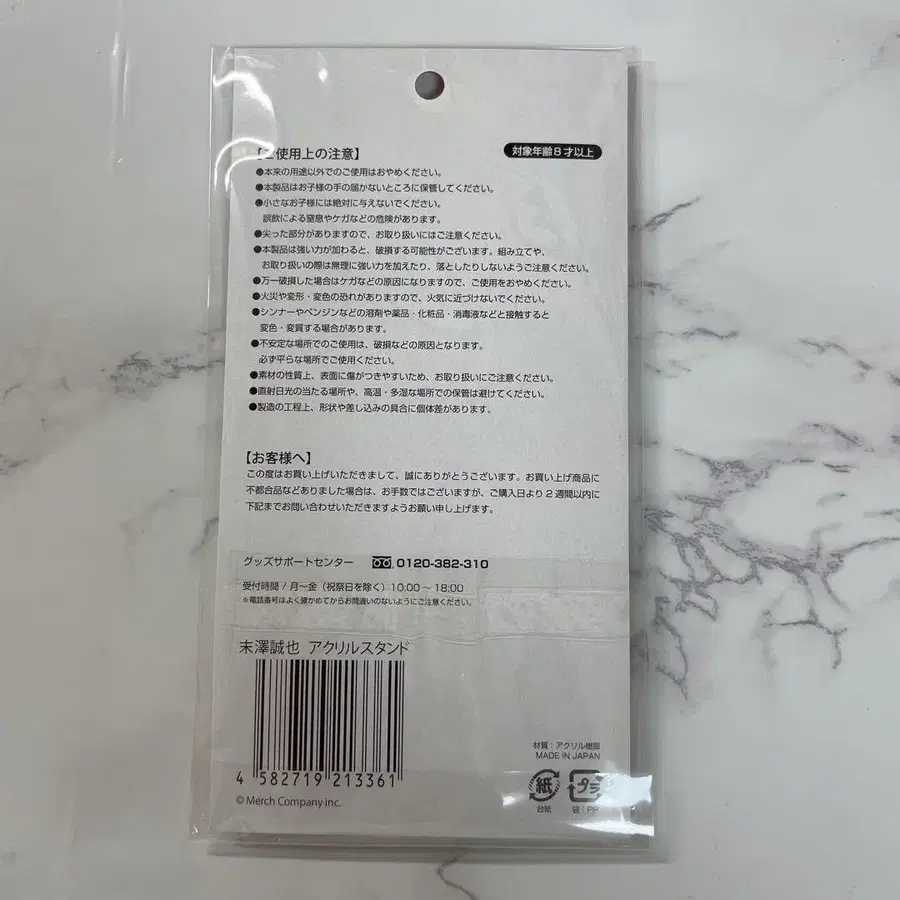 【ご使用上の注意】
対象年齢8才以上
●本来の用途以外でのご使用はおやめください。
●本製品はお子様の手の届かないところに保管してください。
●小さなお子様には絶対に与えないでください。
誤飲による窒息やケガなどの危険があります。
●尖った部分がありますので、お取り扱いにはご注意ください。
●本製品は強い力が加わると、破損する可能性がございます。組み立てや、
お取り扱いの際は無理に強い力を加えたり、落としたりしないようご注意ください。
●万一破損した場合はケガなどの原因になりますので、ご使用をおやめください。
●火災や変形・変色の恐れがありますので、火気に近づけないでください。
●シンナーやベンジンなどの溶剤や薬品・化粧品・消毒液などと接触すると
変色・変質する場合があります。
●不安定な場所でのご使用は、破損などの原因となります。
必ず平らな場所でご使用ください。
●素材の性質上、表面に傷がつきやすいため、お取り扱いにご注意ください。
●直射日光の当たる場所や、高温・多湿な場所での保管は避けてください。
●製造の工程上、形状や差し込みの具合に個体差があります。
【お客様へ】
この度はお買い上げいただきまして、誠にありがとうございます。お買い上げ商品に
不都合品などありました場合は、お手数ではございますが、ご購入日より2週間以内に
下記までお問い合わせいただきますようお願い申し上げます。
グッズサポートセンター 0120-382-310
受付時間/月〜金（祝祭日を除く）10:00〜18:00
※電話番号はよく確かめてからお間違いのないようにご注意ください。
末澤誠也 アクリルスタンド
4 582719 213361
© Merch Company inc.
材質：アクリル樹脂
MADE IN JAPAN
紙 プラ
台紙 袋：PP